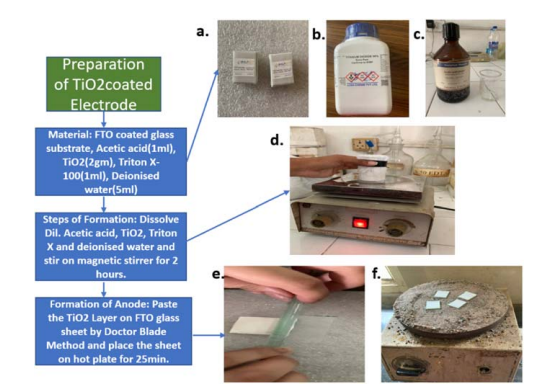 Preparation
of TiO2coated
Electrode
Material: FTO coated glass
substrate, Acetic acid(1ml),
TiO2(2gm), Triton X-
100(1ml), Deionised
water(5ml)
Steps of Formation: Dissolve
Dil. Acetic acid, TiO2, Triton
X and deionised water and
stir on magnetic stirrer for 2
hours.
Formation of Anode: Paste
the TiO2 Layer on FTO glass
sheet by Doctor Blade
Method and place the sheet
on hot plate for 25min.
a.
b.
c.
d.
e.
f.